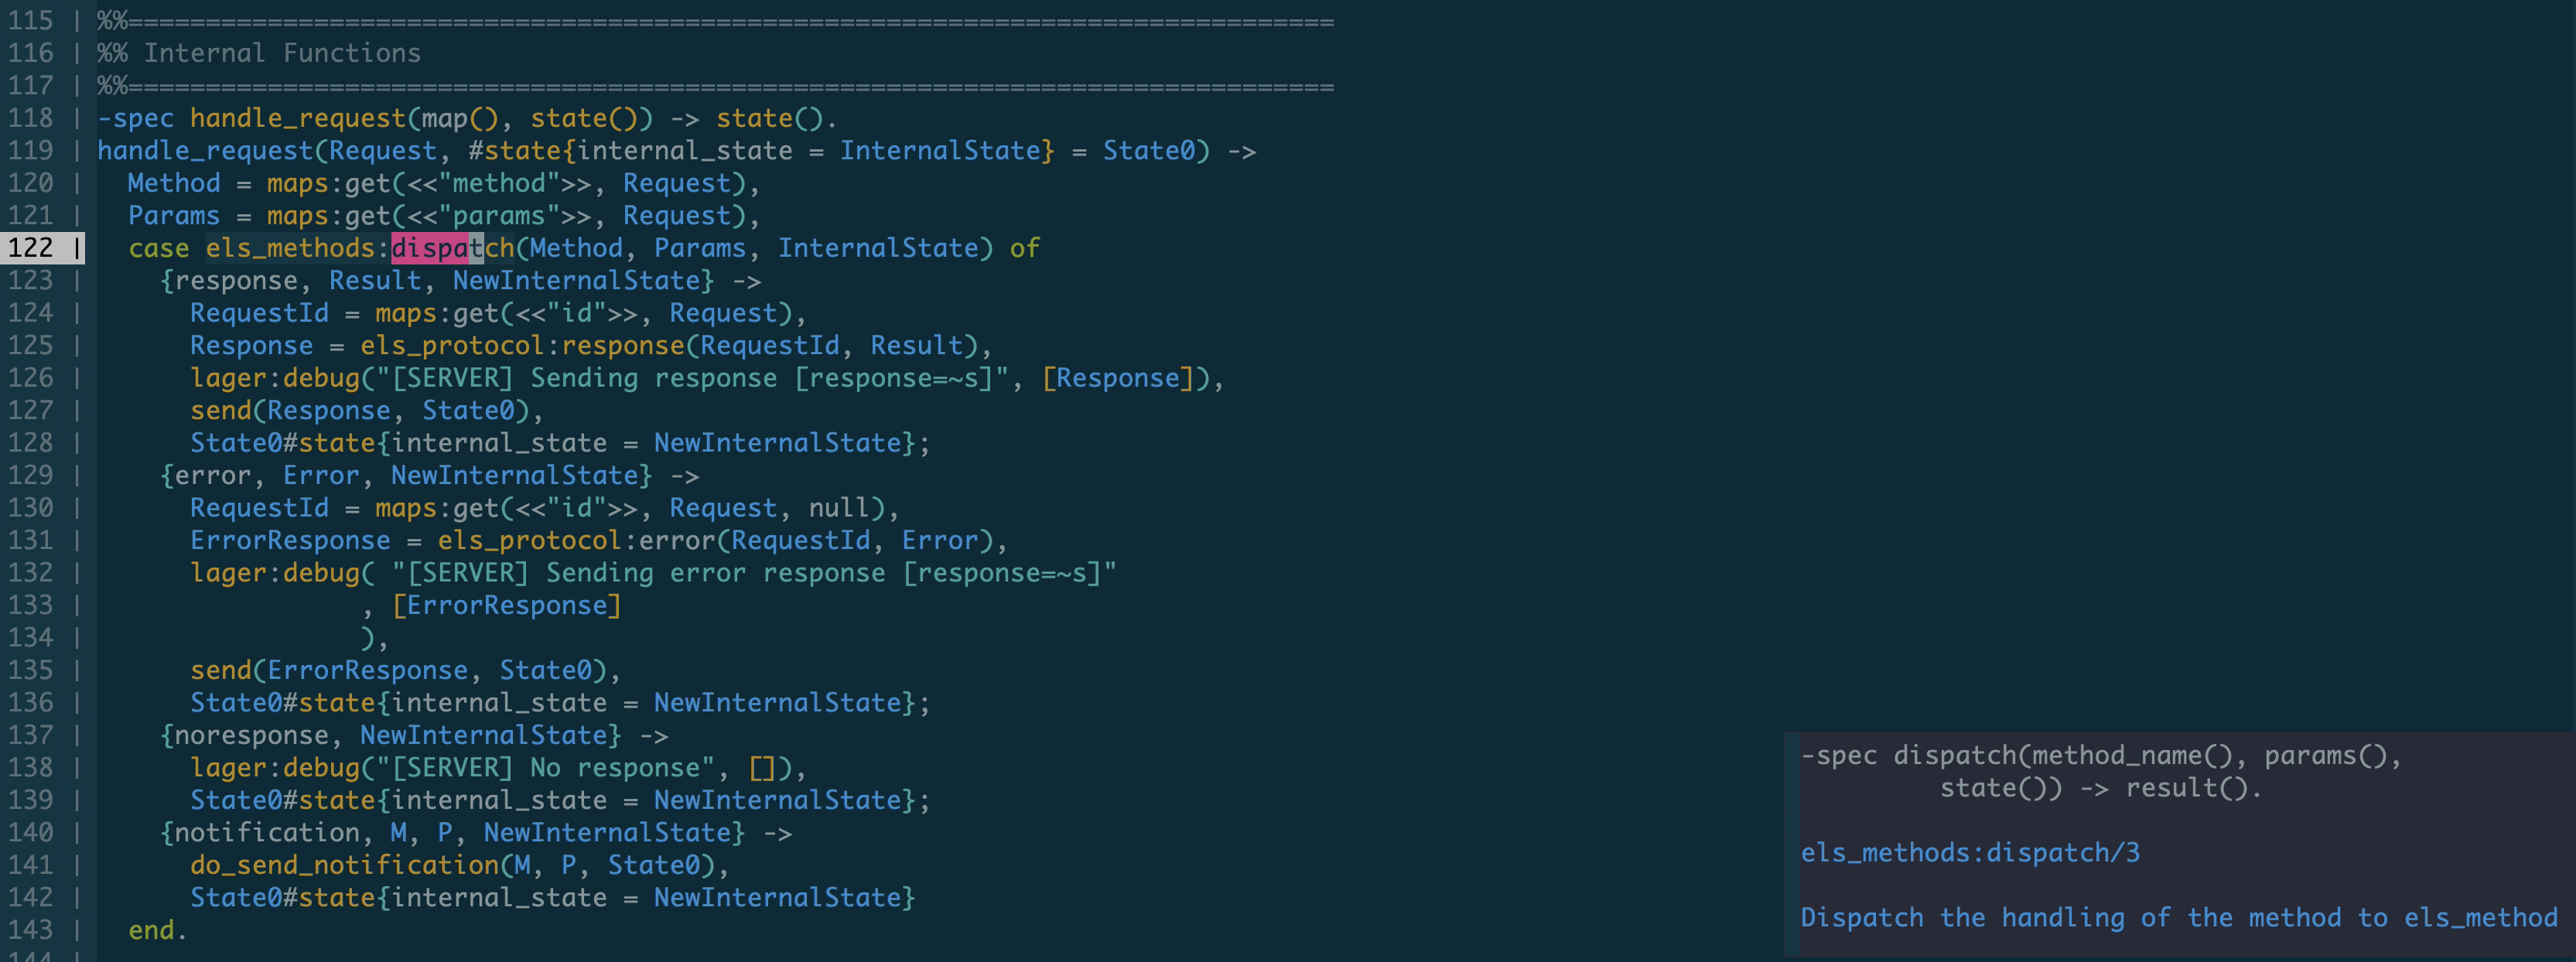 115 | %%==============================================================================
116 | %% Internal Functions
117 | %%==============================================================================
118 | -spec handle_request(map(), state()) -> state().
119 | handle_request(Request, #state{internal_state = InternalState} = State0) ->
120 |   Method = maps:get(<<"method">>, Request),
121 |   Params = maps:get(<<"params">>, Request),
122 |   case els_methods:dispatch(Method, Params, InternalState) of
123 |     {response, Result, NewInternalState} ->
124 |       RequestId = maps:get(<<"id">>, Request),
125 |       Response = els_protocol:response(RequestId, Result),
126 |       lager:debug("[SERVER] Sending response [response=~s]", [Response]),
127 |       send(Response, State0),
128 |       State0#state{internal_state = NewInternalState};
129 |     {error, Error, NewInternalState} ->
130 |       RequestId = maps:get(<<"id">>, Request, null),
131 |       ErrorResponse = els_protocol:error(RequestId, Error),
132 |       lager:debug( "[SERVER] Sending error response [response=~s]"
133 |                  , [ErrorResponse]
134 |                  ),
135 |       send(ErrorResponse, State0),
136 |       State0#state{internal_state = NewInternalState};
137 |     {noresponse, NewInternalState} ->
138 |       lager:debug("[SERVER] No response", []),
139 |       State0#state{internal_state = NewInternalState};
140 |     {notification, M, P, NewInternalState} ->
141 |       do_send_notification(M, P, State0),
142 |       State0#state{internal_state = NewInternalState}
143 |   end.
144 |
-spec dispatch(method_name(), params(),
         state()) -> result().
els_methods:dispatch/3
Dispatch the handling of the method to els_method